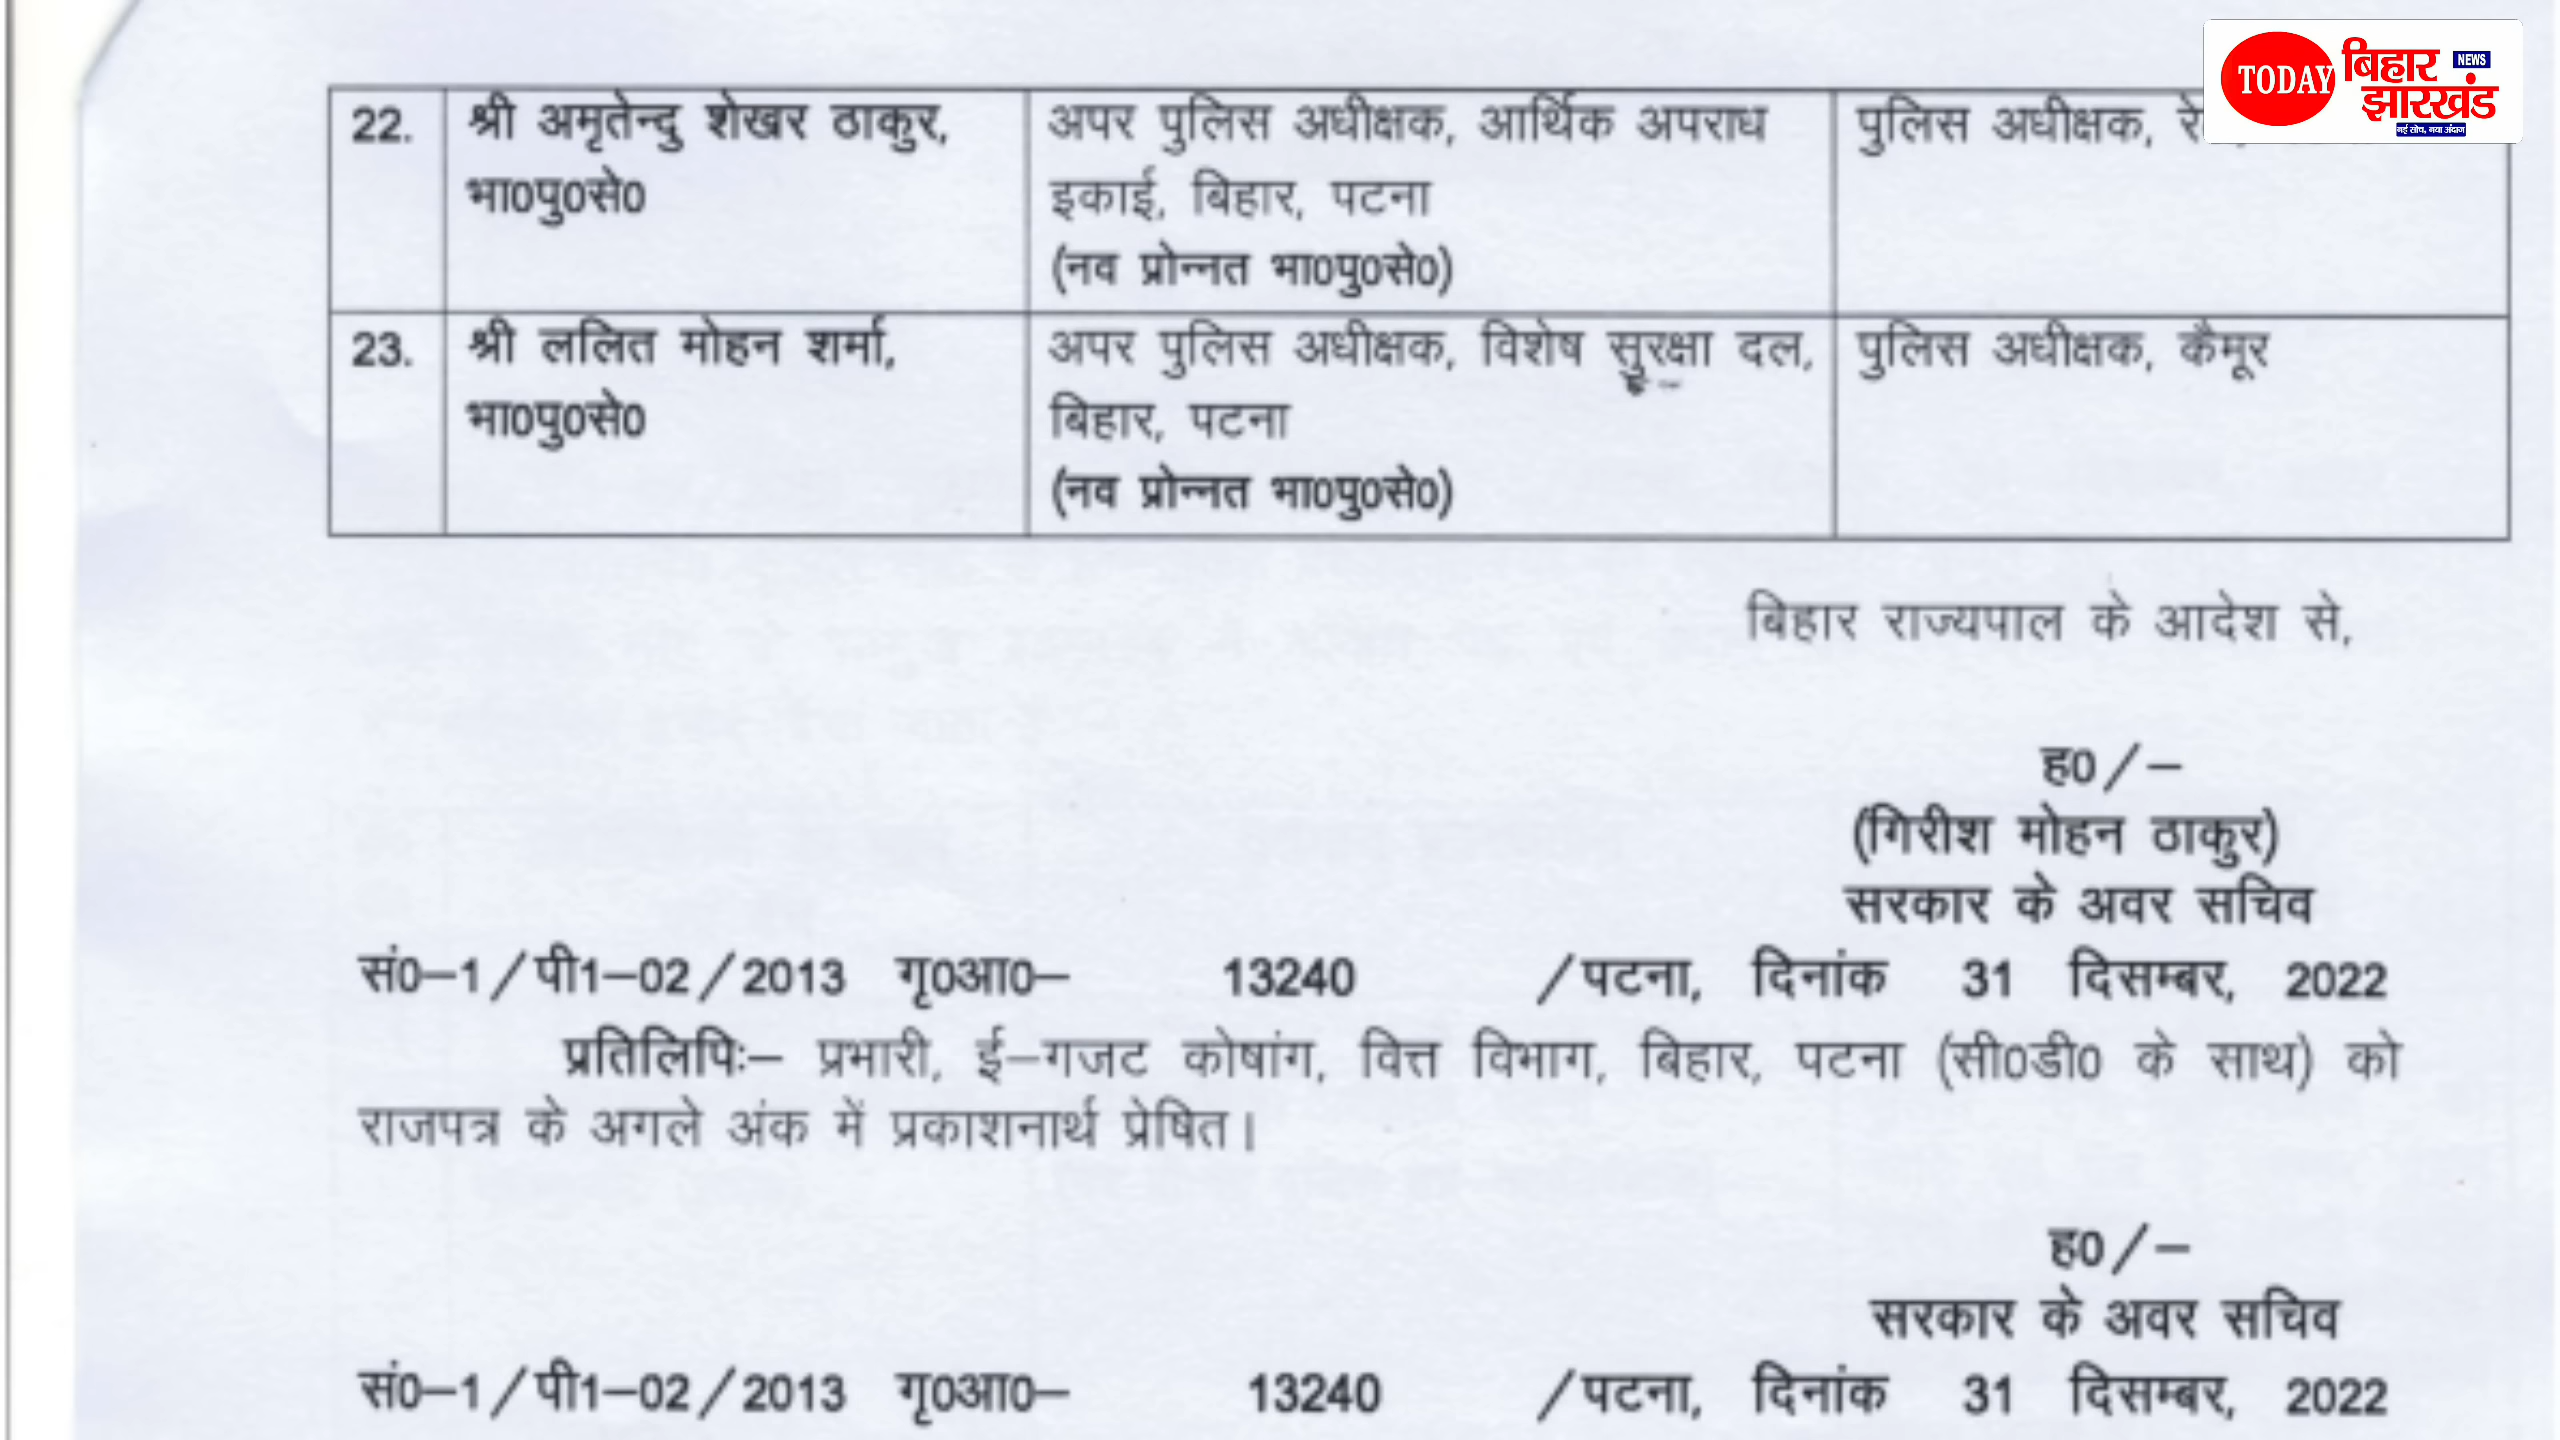 TODAY बिहार NEWS
झारखंड
नई सोच, नया अंदाज
22. श्री अमृतेन्दु शेखर ठाकुर, अपर पुलिस अधीक्षक, आर्थिक अपराध पुलिस अधीक्षक,
भा0पु0से0 इकाई, बिहार, पटना
(नव प्रोन्नत भा0पु0से0)
23. श्री ललित मोहन शर्मा, अपर पुलिस अधीक्षक, विशेष सुरक्षा दल, पुलिस अधीक्षक, कैमूर
भा0पु0से0 बिहार, पटना
(नव प्रोन्नत भा0पु0से0)
बिहार राज्यपाल के आदेश से,
ह0/—
(गिरीश मोहन ठाकुर)
सरकार के अवर सचिव
सं0—1/पी1—02/2013 गृ0आ0— 13240 /पटना, दिनांक 31 दिसम्बर, 2022
प्रतिलिपिः— प्रभारी, ई—गजट कोषांग, वित्त विभाग, बिहार, पटना (सी0डी0 के साथ) को
राजपत्र के अगले अंक में प्रकाशनार्थ प्रेषित।
ह0/—
सरकार के अवर सचिव
सं0—1/पी1—02/2013 गृ0आ0— 13240 /पटना, दिनांक 31 दिसम्बर, 2022